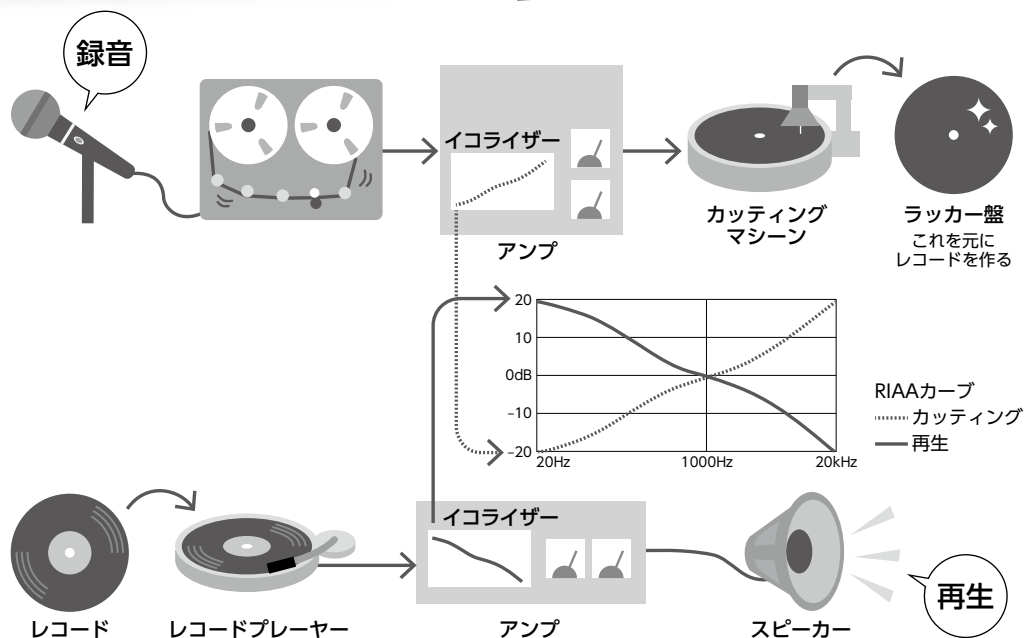 録音
イコライザー
アンプ
カッティング
マシーン
ラッカー盤
これを元に
レコードを作る
20
10
0dB
–10
–20
20Hz
1000Hz
20kHz
RIAAカーブ
カッティング
再生
イコライザー
レコード
レコードプレーヤー
アンプ
スピーカー
再生